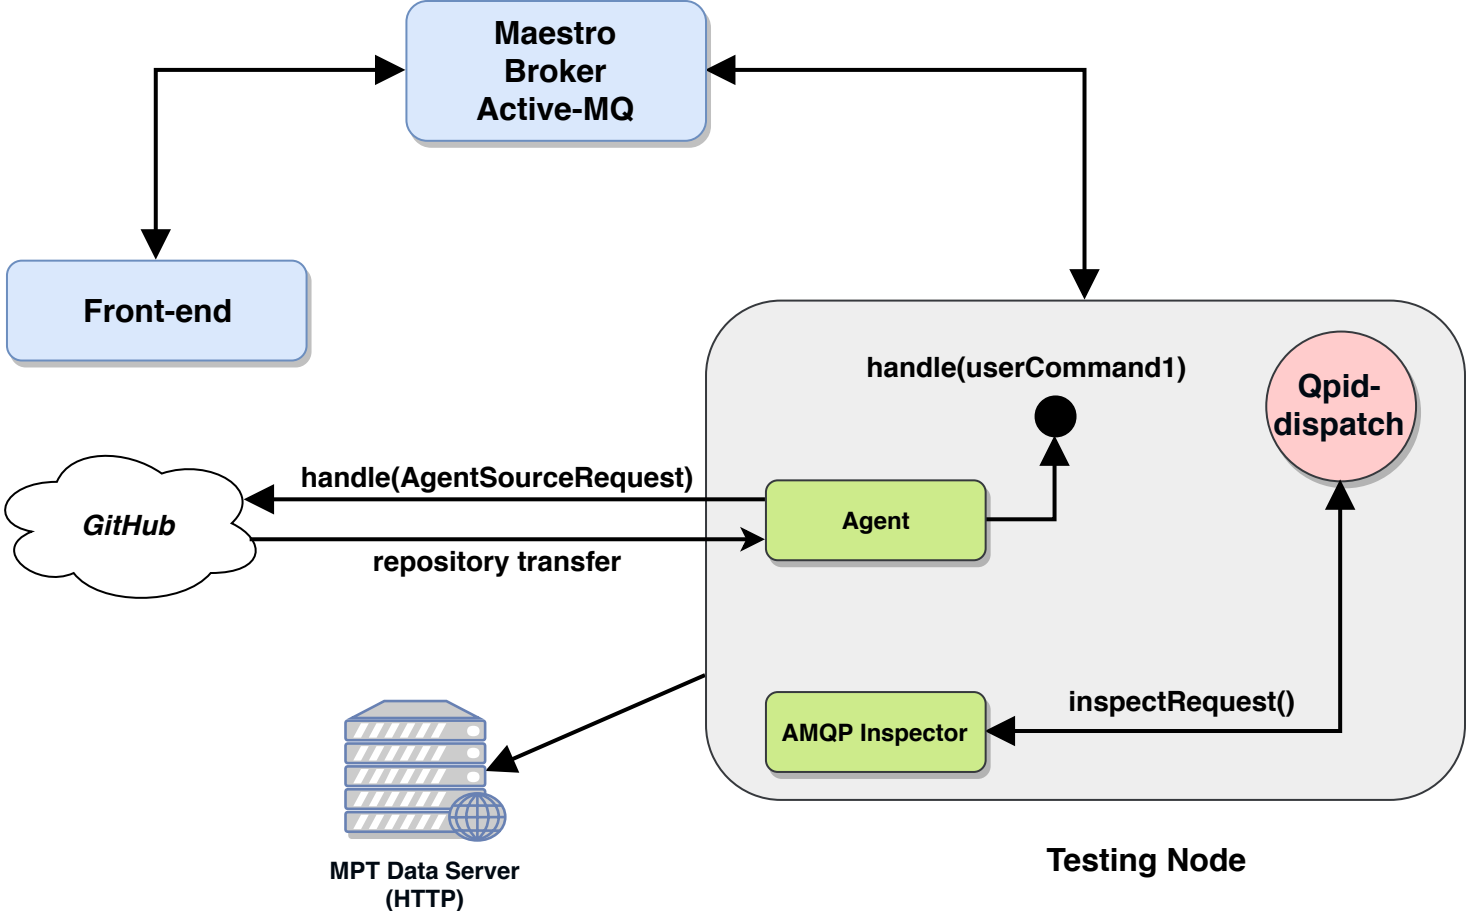 Maestro
Broker
Active-MQ
Front-end
handle(userCommand1)
Qpid-
dispatch
handle(AgentSourceRequest)
GitHub
Agent
repository transfer
inspectRequest()
AMQP Inspector
MPT Data Server
(HTTP)
Testing Node